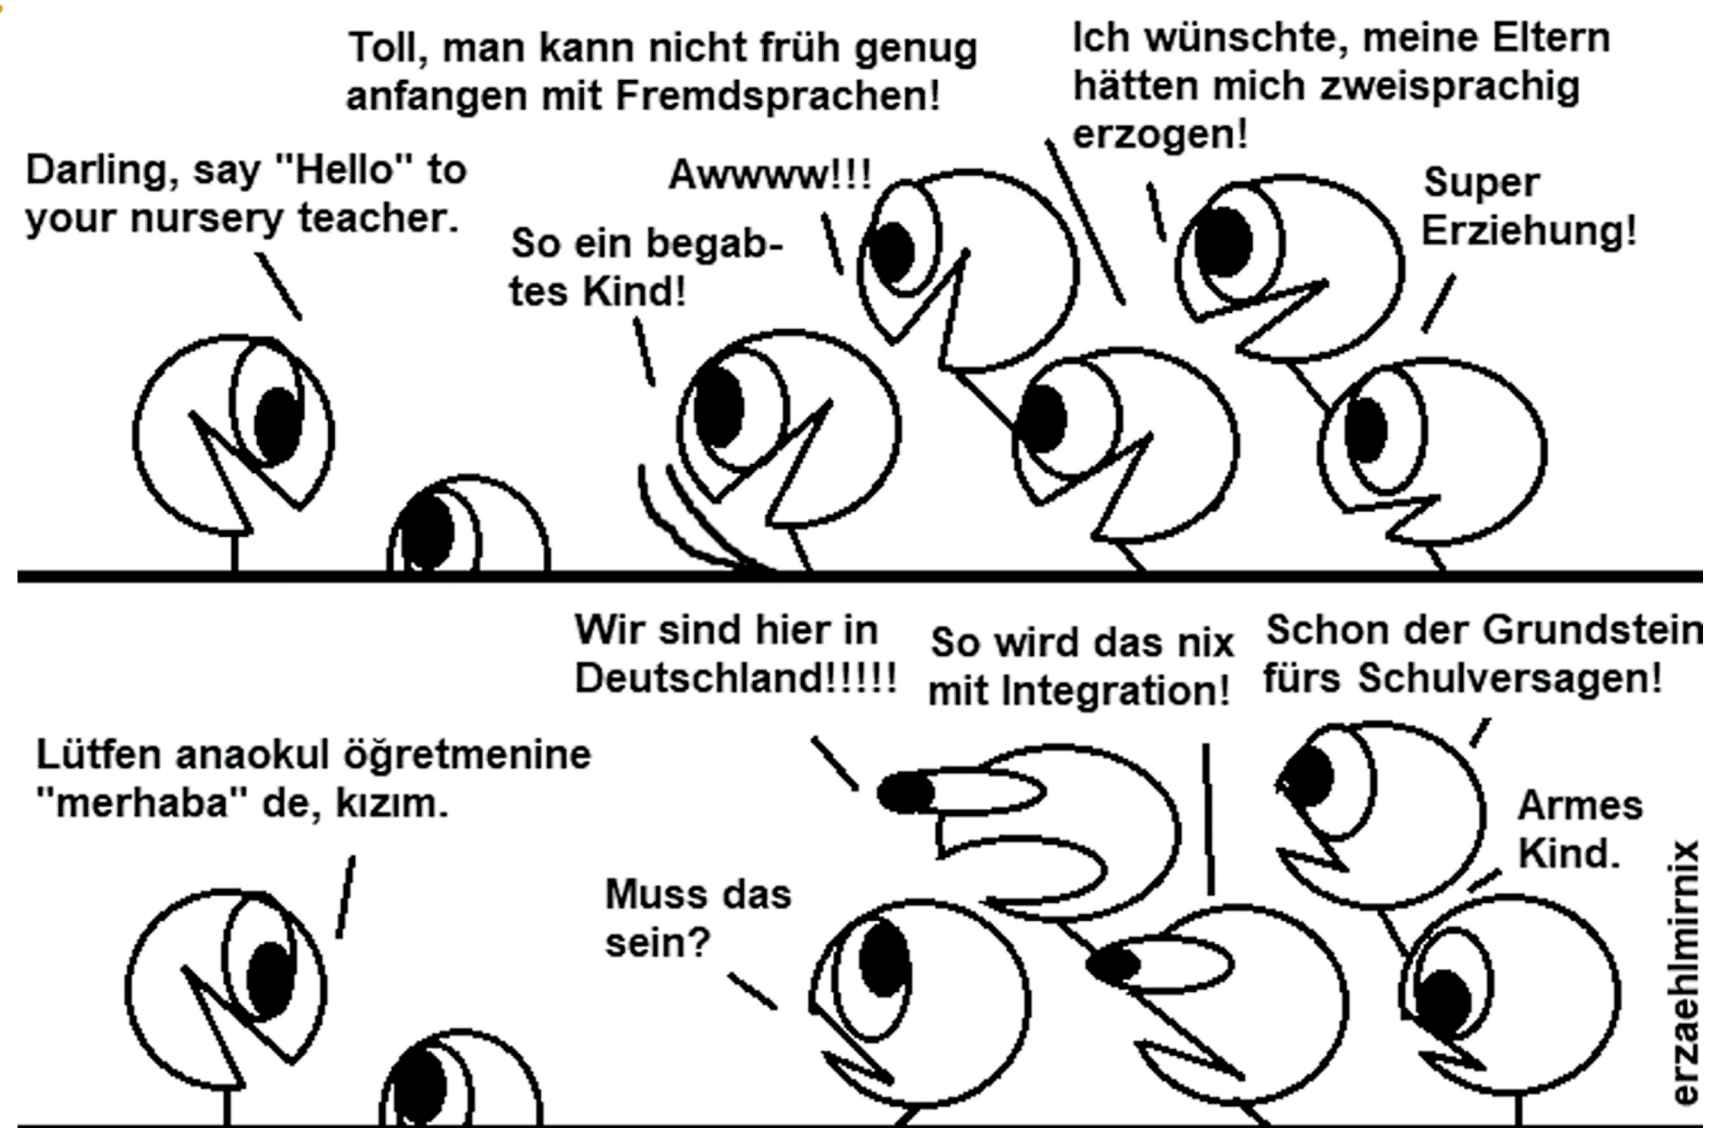 Toll, man kann nicht früh genug
anfangen mit Fremdsprachen!
Ich wünschte, meine Eltern
hätten mich zweisprachig
erzogen!
Darling, say "Hello" to
your nursery teacher.
Awwww!!!
So ein begab-
tes Kind!
Super
Erziehung!
Wir sind hier in
Deutschland!!!!!
So wird das nix
mit Integration!
Schon der Grundstein
fürs Schulversagen!
Lütfen anaokul öğretmenine
"merhaba" de, kızım.
Muss das
sein?
Armes
Kind.
erzaehlmirnix